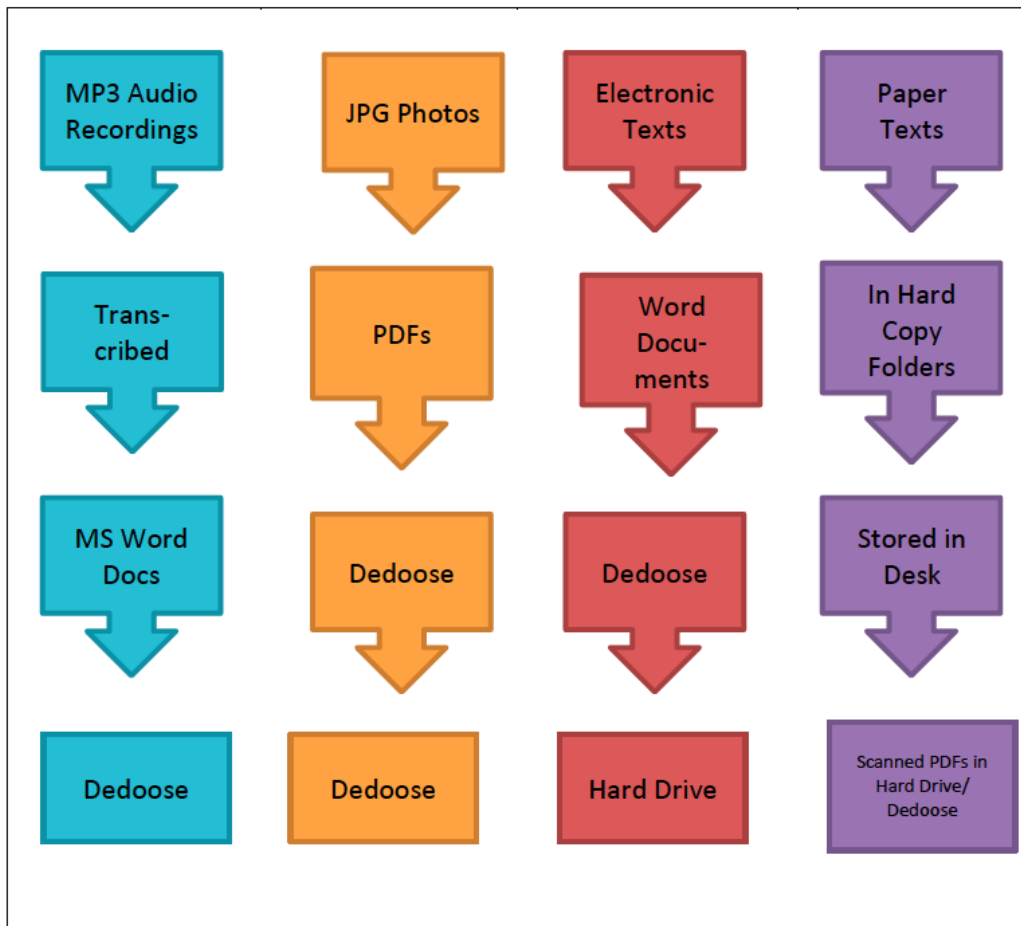 MP3 Audio
Recordings
JPG Photos
Electronic
Texts
Paper
Texts
Trans-
cribed
PDFs
Word
Docu-
ments
In Hard
Copy
Folders
MS Word
Docs
Dedoose
Dedoose
Stored in
Desk
Dedoose
Dedoose
Hard Drive
Scanned PDFs in
Hard Drive/
Dedoose